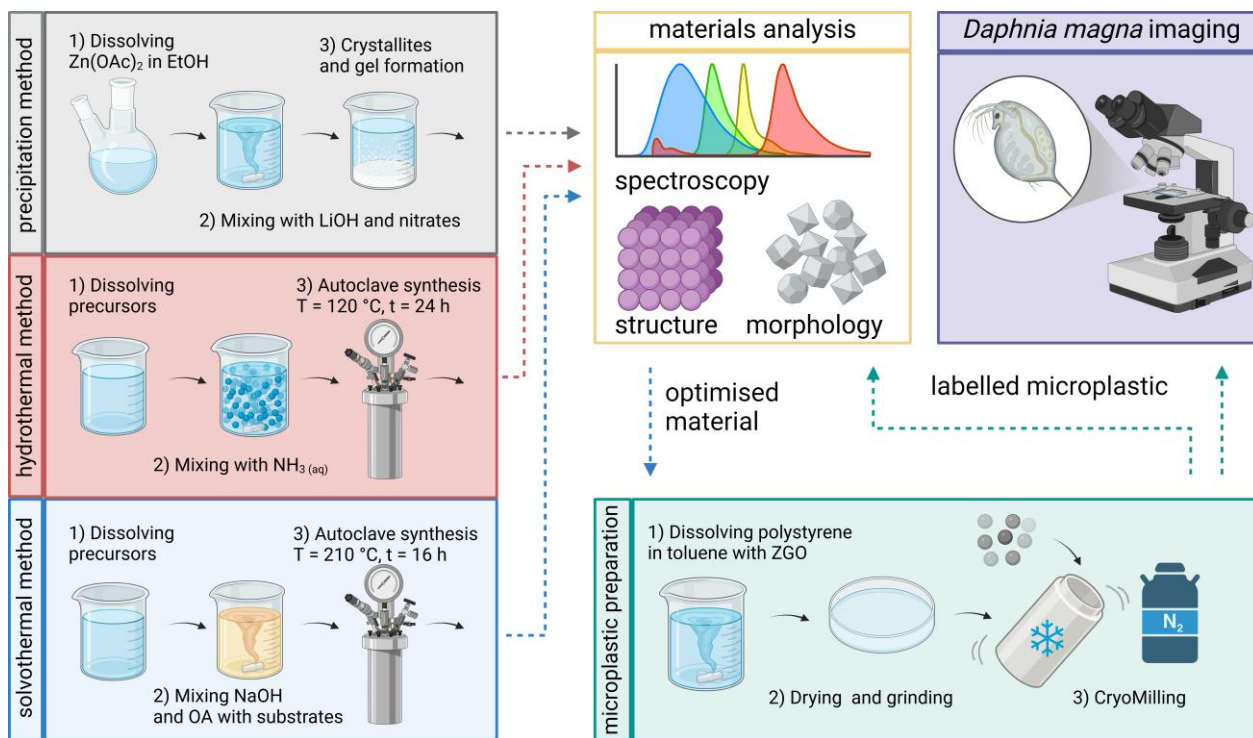 precipitation method
1) Dissolving
Zn(OAc)₂ in EtOH
3) Crystallites
and gel formation
2) Mixing with LiOH and nitrates
hydrothermal method
1) Dissolving
precursors
3) Autoclave synthesis
T = 120 °C, t = 24 h
2) Mixing with NH₃ (aq)
solvothermal method
1) Dissolving
precursors
3) Autoclave synthesis
T = 210 °C, t = 16 h
2) Mixing NaOH
and OA with substrates
materials analysis
spectroscopy
structure
morphology
Daphnia magna imaging
optimised
material
labelled microplastic
microplastic preparation
1) Dissolving polystyrene
in toluene with ZGO
2) Drying and grinding
N₂
3) CryoMilling